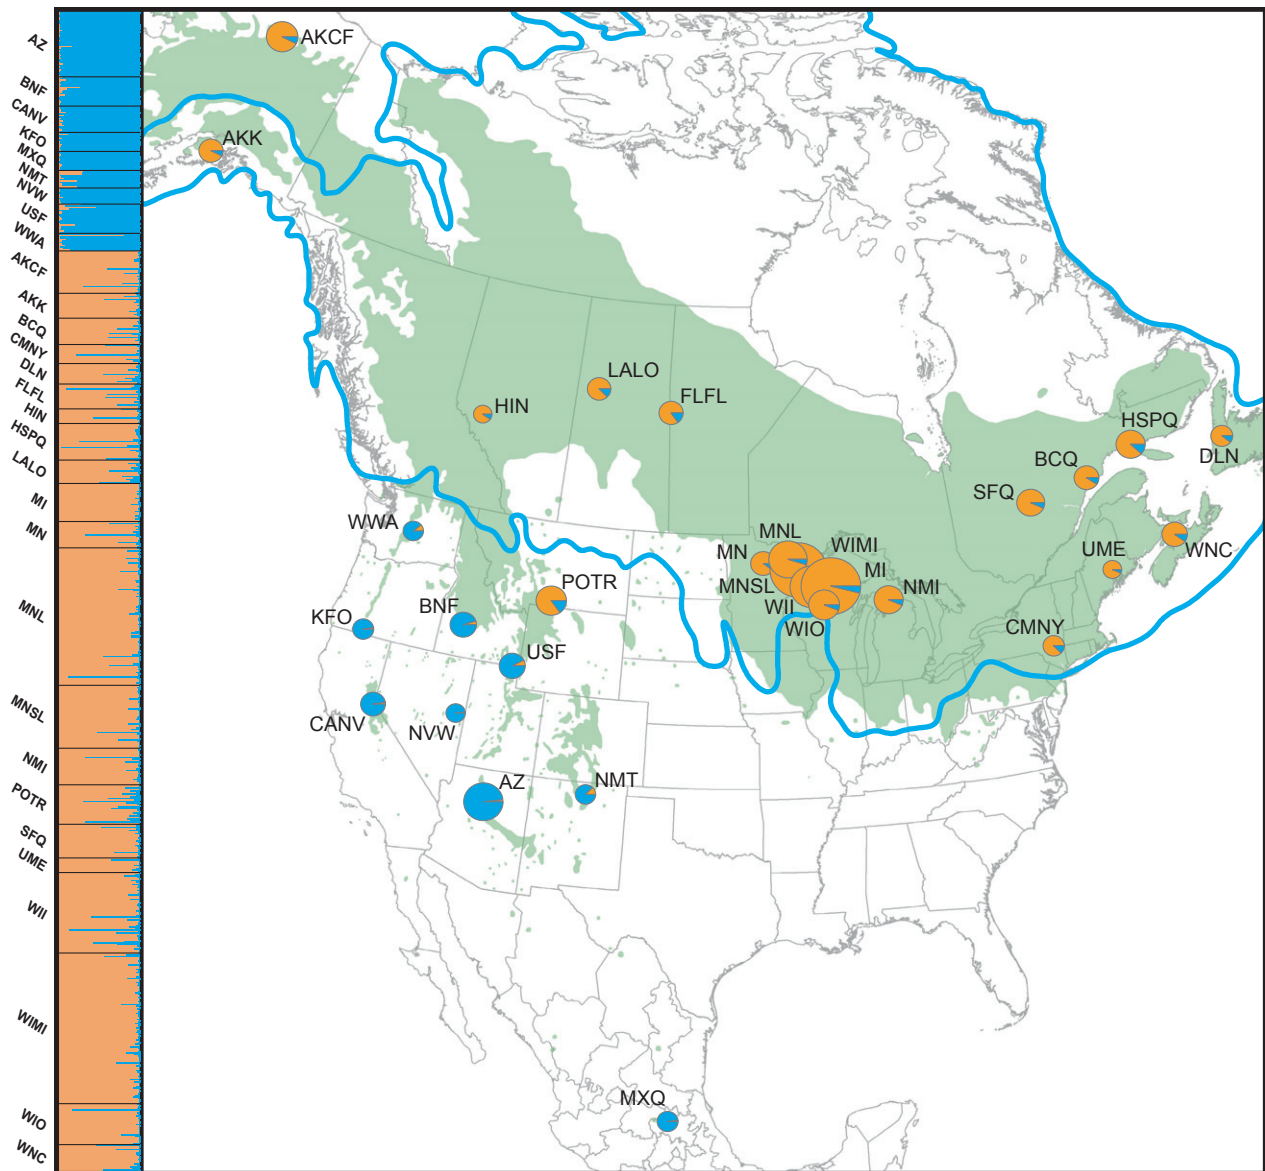 AZ
BNF
CANV
KFO
MXQ
NMT
NVW
USF
WWA
AKCF
AKK
BCQ
CMNY
DLN
FLFL
HIN
HSPQ
LALO
MI
MN
MNL
MNSL
NMI
POTR
SFQ
UME
WII
WIMI
WIO
WNC
AKCF
AKK
LALO
HIN
FLFL
HSPQ
DLN
BCQ
SFQ
WWA
MNL
WIMI
MN
UME
WNC
MI
MNSL
NMI
POTR
WII
BNF
KFO
WIO
CMNY
USF
CANV
NVW
AZ
NMT
MXQ